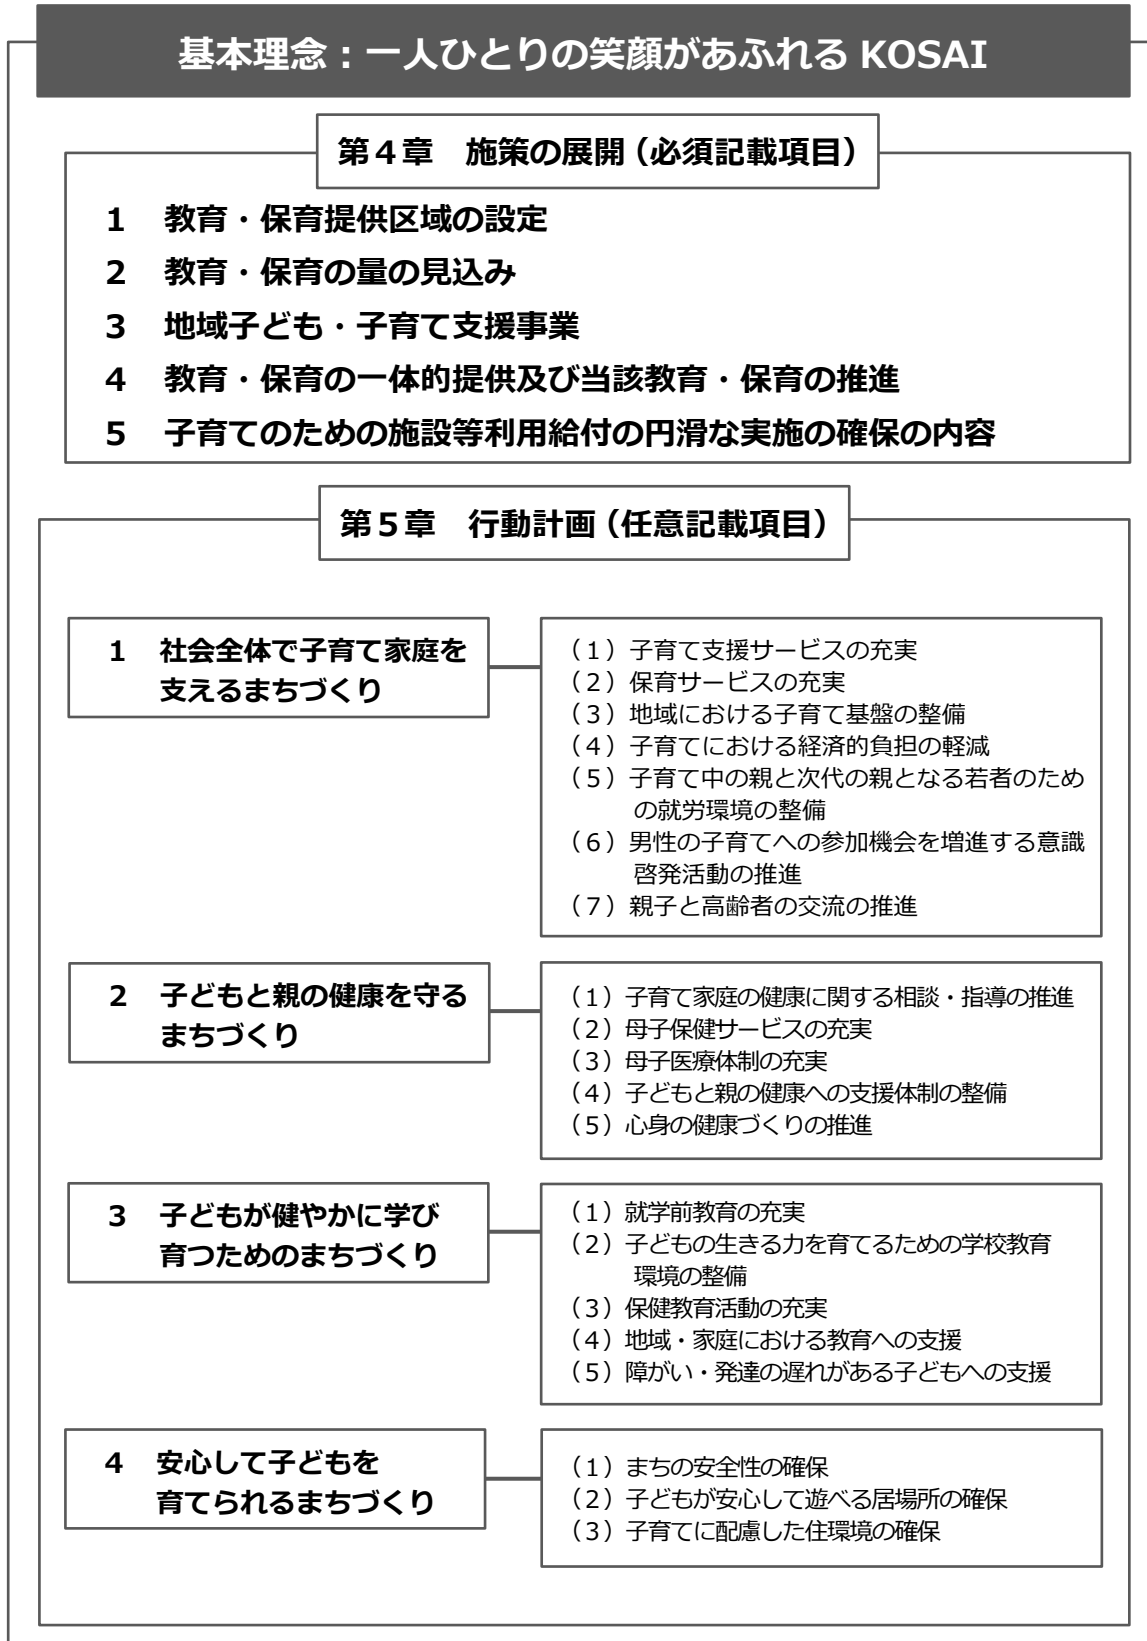 基本理念：一人ひとりの笑顔があふれる KOSAI
第４章　施策の展開（必須記載項目）
1　教育・保育提供区域の設定
2　教育・保育の量の見込み
3　地域子ども・子育て支援事業
4　教育・保育の一体的提供及び当該教育・保育の推進
5　子育てのための施設等利用給付の円滑な実施の確保の内容
第５章　行動計画（任意記載項目）
1　社会全体で子育て家庭を
支えるまちづくり
（１）子育て支援サービスの充実
（２）保育サービスの充実
（３）地域における子育て基盤の整備
（４）子育てにおける経済的負担の軽減
（５）子育て中の親と次代の親となる若者のため
の就労環境の整備
（６）男性の子育てへの参加機会を増進する意識
啓発活動の推進
（７）親子と高齢者の交流の推進
2　子どもと親の健康を守る
まちづくり
（１）子育て家庭の健康に関する相談・指導の推進
（２）母子保健サービスの充実
（３）母子医療体制の充実
（４）子どもと親の健康への支援体制の整備
（５）心身の健康づくりの推進
3　子どもが健やかに学び
育つためのまちづくり
（１）就学前教育の充実
（２）子どもの生きる力を育てるための学校教育
環境の整備
（３）保健教育活動の充実
（４）地域・家庭における教育への支援
（５）障がい・発達の遅れがある子どもへの支援
4　安心して子どもを
育てられるまちづくり
（１）まちの安全性の確保
（２）子どもが安心して遊べる居場所の確保
（３）子育てに配慮した住環境の確保